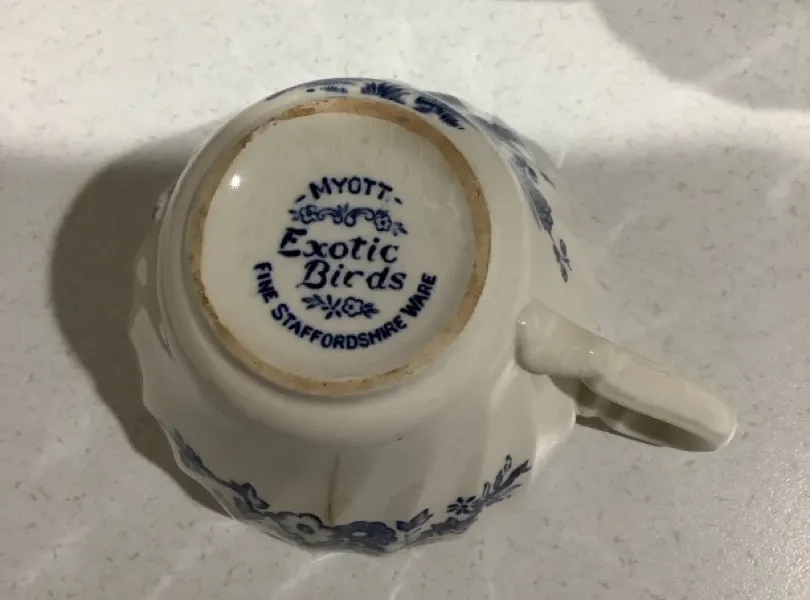 -MYOTT-
Exotic
Birds
FINE STAFFORDSHIRE WARE